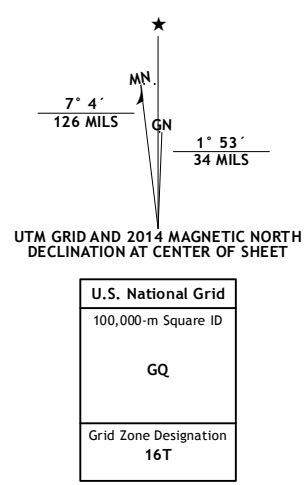 ★
MN
7° 4´
126 MILS
GN
1° 53´
34 MILS
UTM GRID AND 2014 MAGNETIC NORTH
DECLINATION AT CENTER OF SHEET
U.S. National Grid
100,000-m Square ID
GQ
Grid Zone Designation
16T